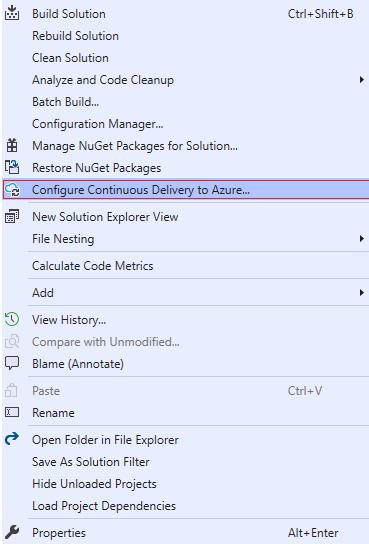 Build Solution Ctrl+Shift+B
Rebuild Solution
Clean Solution
Analyze and Code Cleanup
Batch Build...
Configuration Manager...
Manage NuGet Packages for Solution...
Restore NuGet Packages
Configure Continuous Delivery to Azure...
New Solution Explorer View
File Nesting
Calculate Code Metrics
Add
View History...
Compare with Unmodified...
Blame (Annotate)
Paste Ctrl+V
Rename
Open Folder in File Explorer
Save As Solution Filter
Hide Unloaded Projects
Load Project Dependencies
Properties Alt+Enter